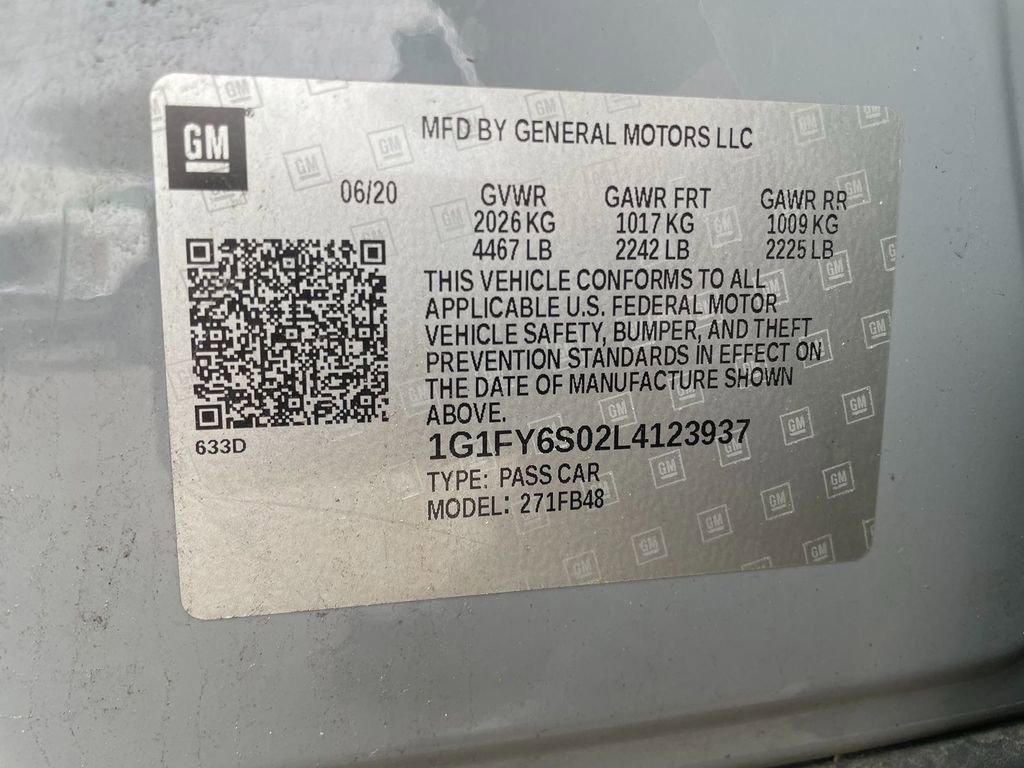 GM
MFD BY GENERAL MOTORS LLC
06/20
GVWR GAWR FRT GAWR RR
2026 KG 1017 KG 1009 KG
4467 LB 2242 LB 2225 LB
THIS VEHICLE CONFORMS TO ALL
APPLICABLE U.S. FEDERAL MOTOR
VEHICLE SAFETY, BUMPER, AND THEFT
PREVENTION STANDARDS IN EFFECT ON
THE DATE OF MANUFACTURE SHOWN
ABOVE.
633D
1G1FY6S02L4123937
TYPE: PASS CAR
MODEL: 271FB48